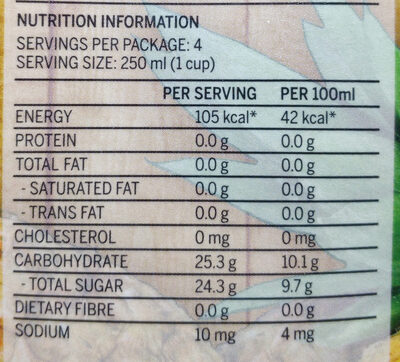 NUTRITION INFORMATION
SERVINGS PER PACKAGE: 4
SERVING SIZE: 250 ml (1 cup)
PER SERVING PER 100ml
ENERGY 105 kcal* 42 kcal*
PROTEIN 0.0 g 0.0 g
TOTAL FAT 0.0 g 0.0 g
- SATURATED FAT 0.0 g 0.0 g
- TRANS FAT 0.0 g 0.0 g
CHOLESTEROL 0 mg 0 mg
CARBOHYDRATE 25.3 g 10.1 g
- TOTAL SUGAR 24.3 g 9.7 g
DIETARY FIBRE 0.0 g 0.0 g
SODIUM 10 mg 4 mg